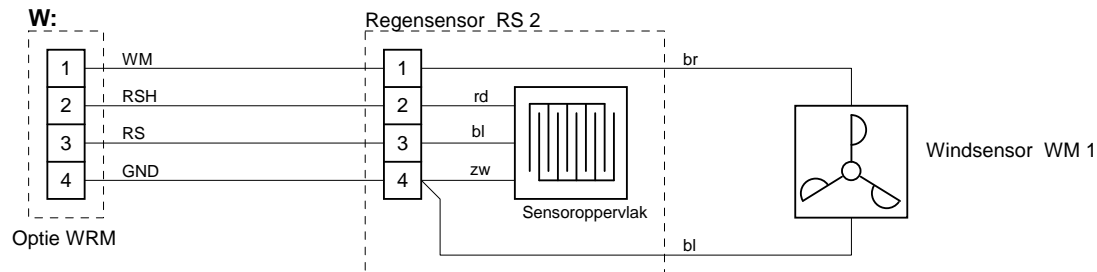 W:
Regensensor RS 2
1 WM 1 br
2 RSH 2 rd
3 RS 3 bl
4 GND 4 zw
Windsensor WM 1
Sensoroppervlak
Optie WRM
bl